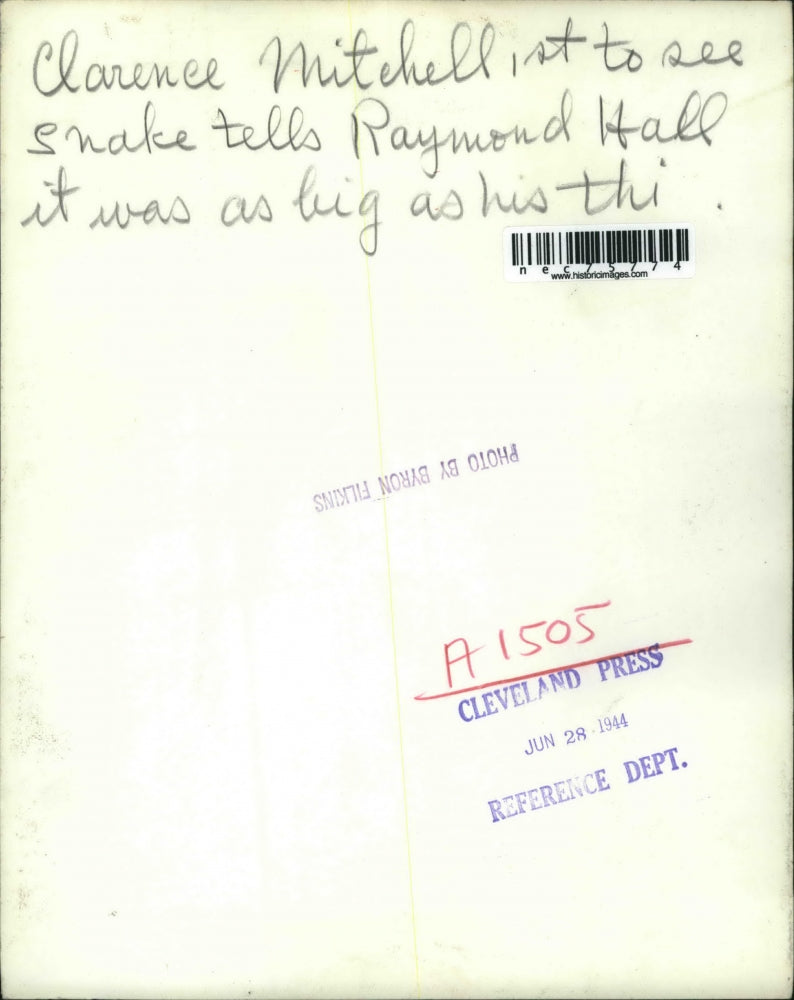 Clarence Mitchell, 1st to see
snake tells Raymond Hall
it was as big as his thi .
nec75774
www.historicimages.com
PHOTO BY BYRON FILKINS
A1505
CLEVELAND PRESS
JUN 28 1944
REFERENCE DEPT.